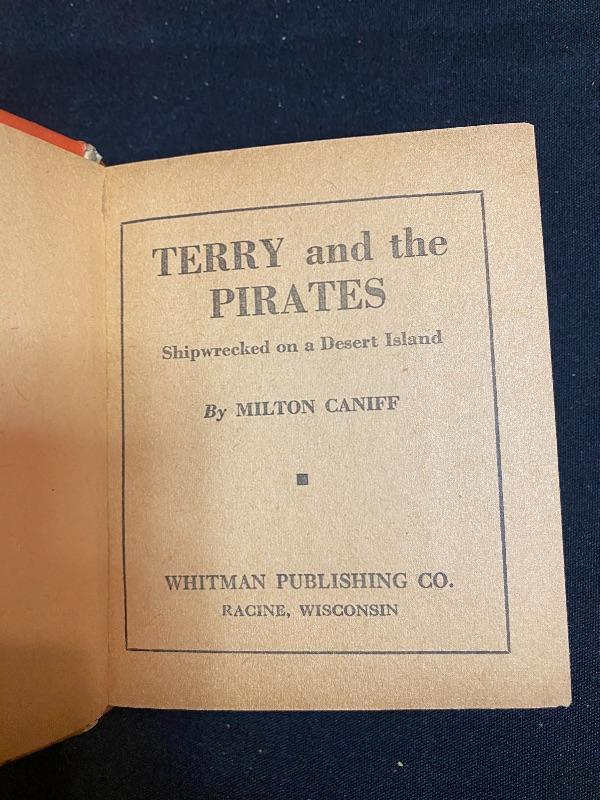 TERRY and the
PIRATES
Shipwrecked on a Desert Island
By MILTON CANIFF
WHITMAN PUBLISHING CO.
RACINE, WISCONSIN